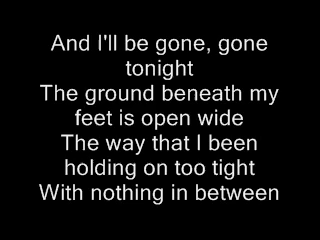 And I'll be gone, gone
tonight
The ground beneath my
feet is open wide
The way that I been
holding on too tight
With nothing in between